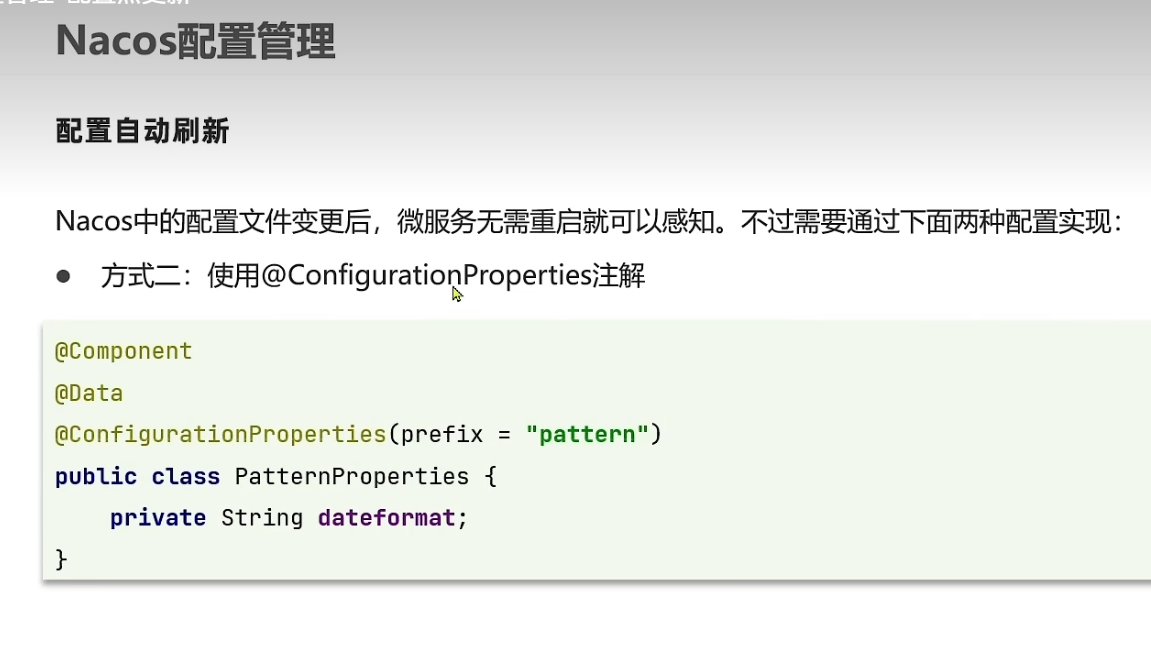 Nacos配置管理
配置自动刷新
Nacos中的配置文件变更后，微服务无需重启就可以感知。不过需要通过下面两种配置实现：
● 方式二：使用@ConfigurationProperties注解
@Component
@Data
@ConfigurationProperties(prefix = "pattern")
public class PatternProperties {
    private String dateformat;
}